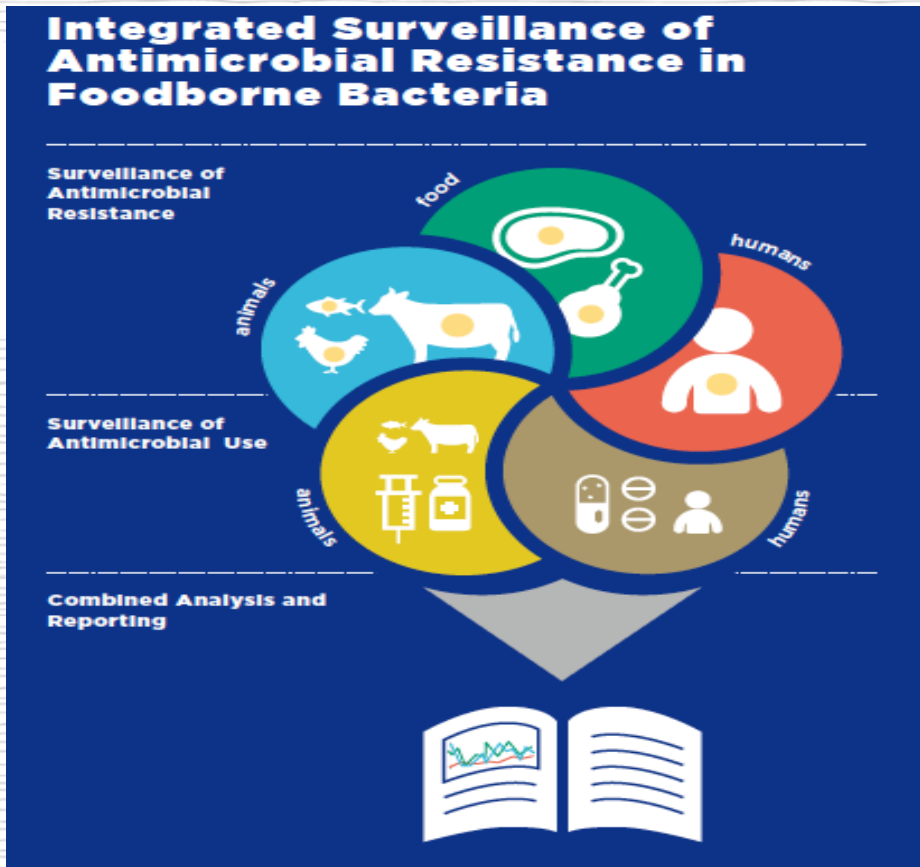 Integrated Surveillance of
Antimicrobial Resistance in
Foodborne Bacteria
Surveillance of
Antimicrobial
Resistance
food
humans
animals
Surveillance of
Antimicrobial Use
animals
humans
Combined Analysis and
Reporting